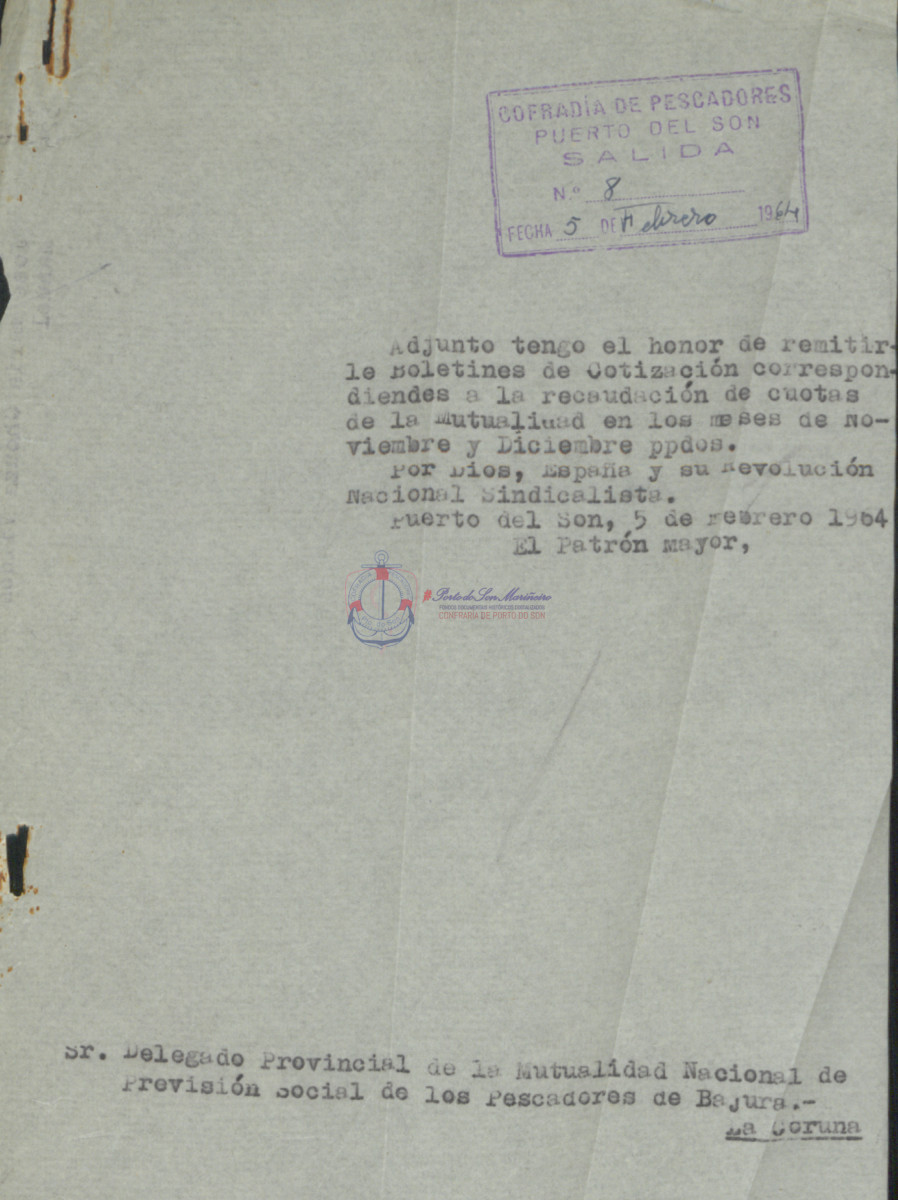 COFRADÍA DE PESCADORES
PUERTO DEL SON
SALIDA
N.º 8
FECHA 5 DE Febrero 1964
Adjunto tengo el honor de remitir-
le Boletines de Cotización correspon-
diendes a la recaudación de cuotas
de la Mutualidad en los meses de No-
viembre y Diciembre ppdos.
Por Dios, España y su Revolución
Nacional Sindicalista.
Puerto del Son, 5 de Febrero 1964
El Patrón Mayor,
Porto do Son Mariñeiro
CONFRARÍA DE PORTO DO SON
Sr. Delegado Provincial de la Mutualidad Nacional de
Previsión Social de los Pescadores de Bajura.-
La Coruna